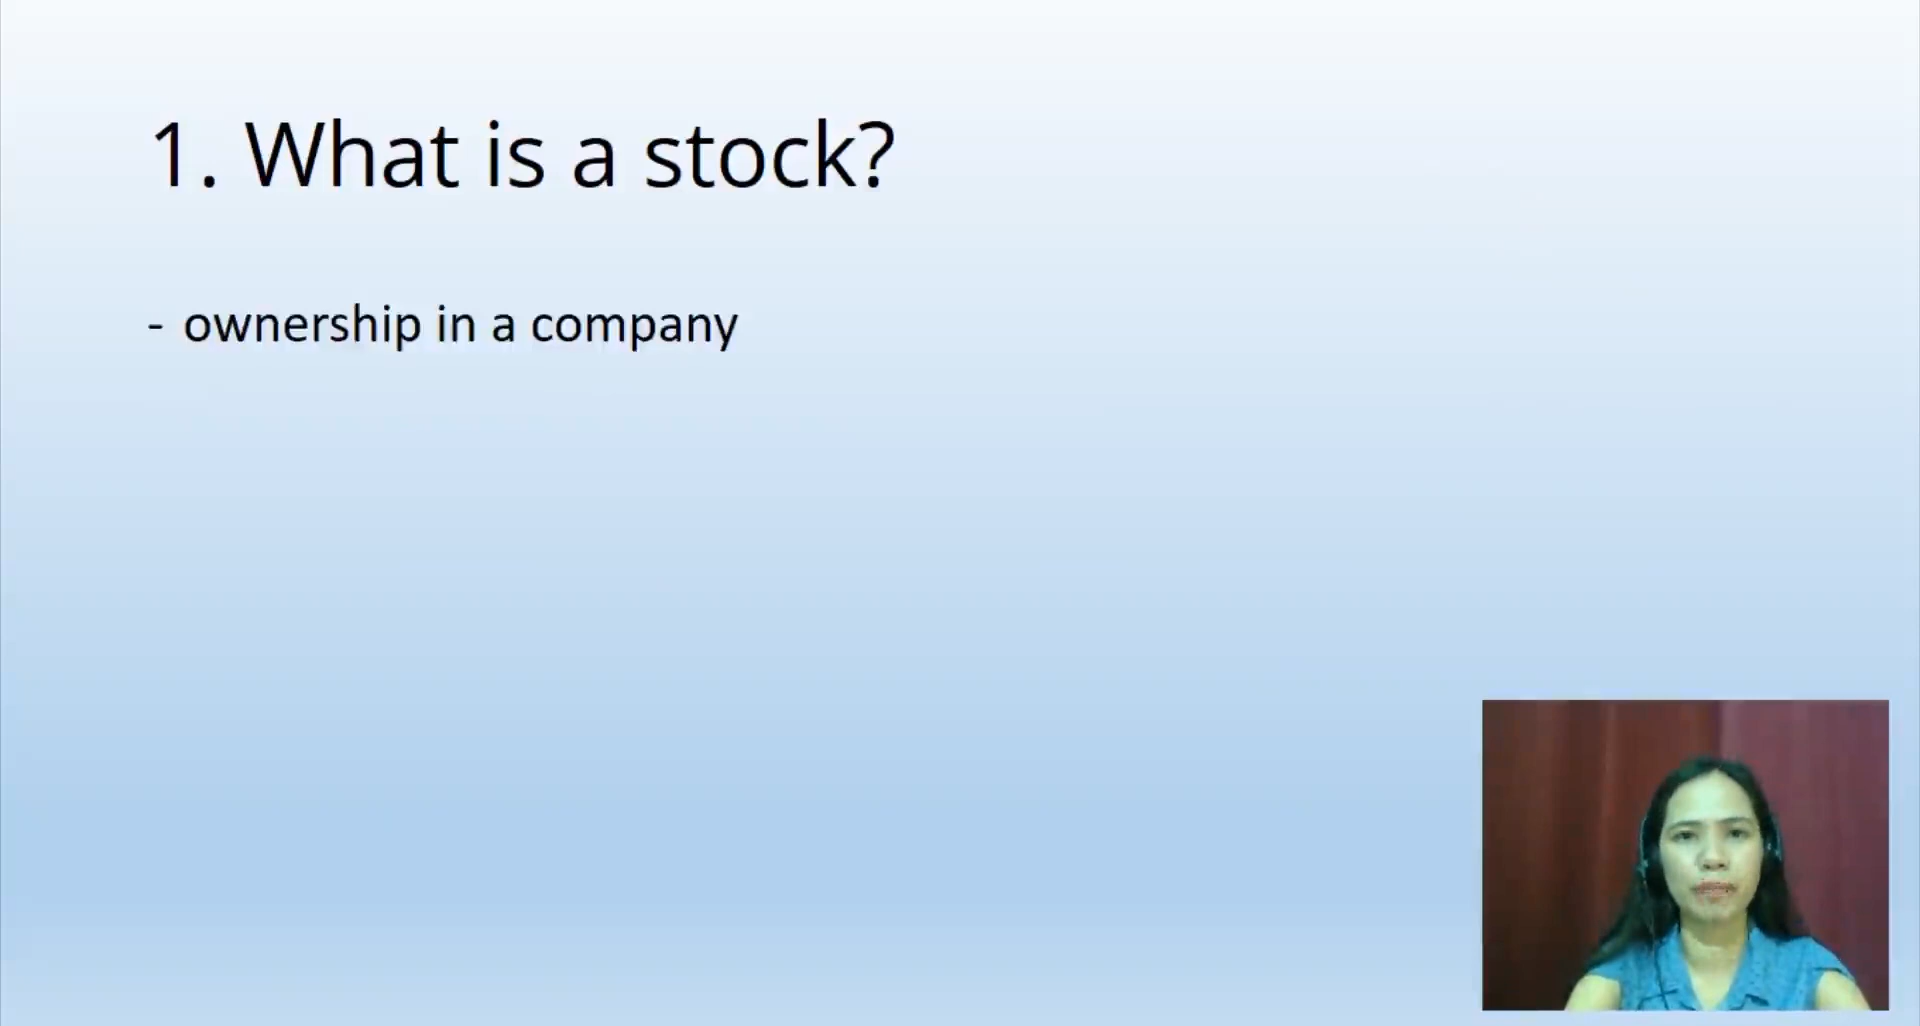 1. What is a stock?
- ownership in a company